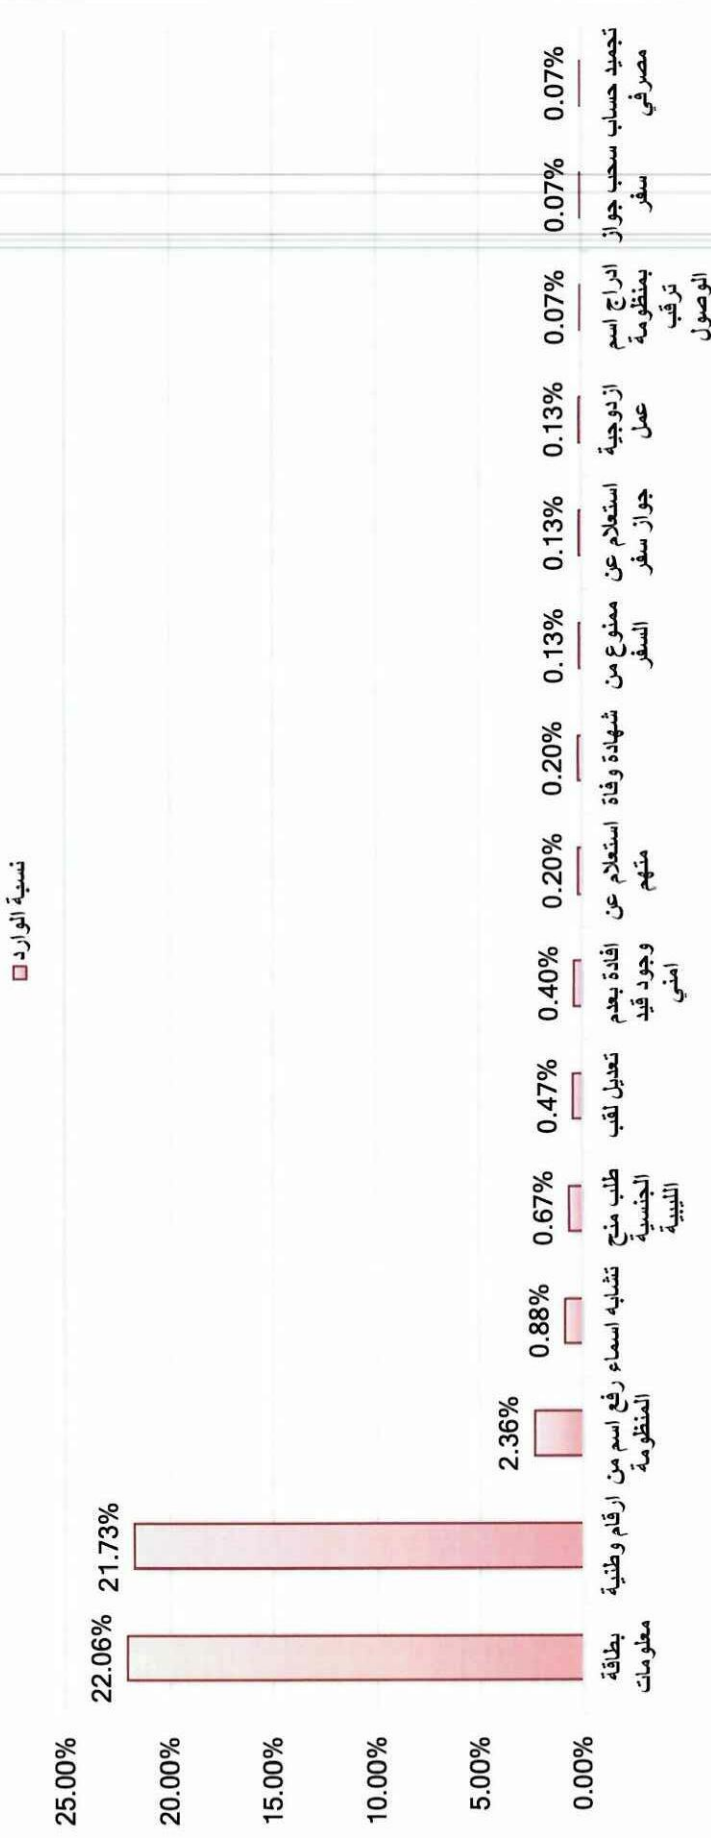 نسبة الوارد
25.00%
20.00%
15.00%
10.00%
5.00%
0.00%
22.06%
21.73%
2.36%
0.88%
0.67%
0.47%
0.40%
0.20%
0.20%
0.13%
0.13%
0.13%
0.07%
0.07%
0.07%
بطاقة
معلومات
ارقام وطنية
رفع اسم من
المنظومة
تشابه اسماء
طلب منح
الجنسية
الليبية
تعديل لقب
افادة بعدم
وجود قيد
امني
استعلام عن
متهم
شهادة وفاة
ممنوع من
السفر
استعلام عن
جواز سفر
ازدوجية
عمل
ادراج اسم
بمنظومة
ترقب
الوصول
سحب جواز
سفر
تجميد حساب
مصرفي